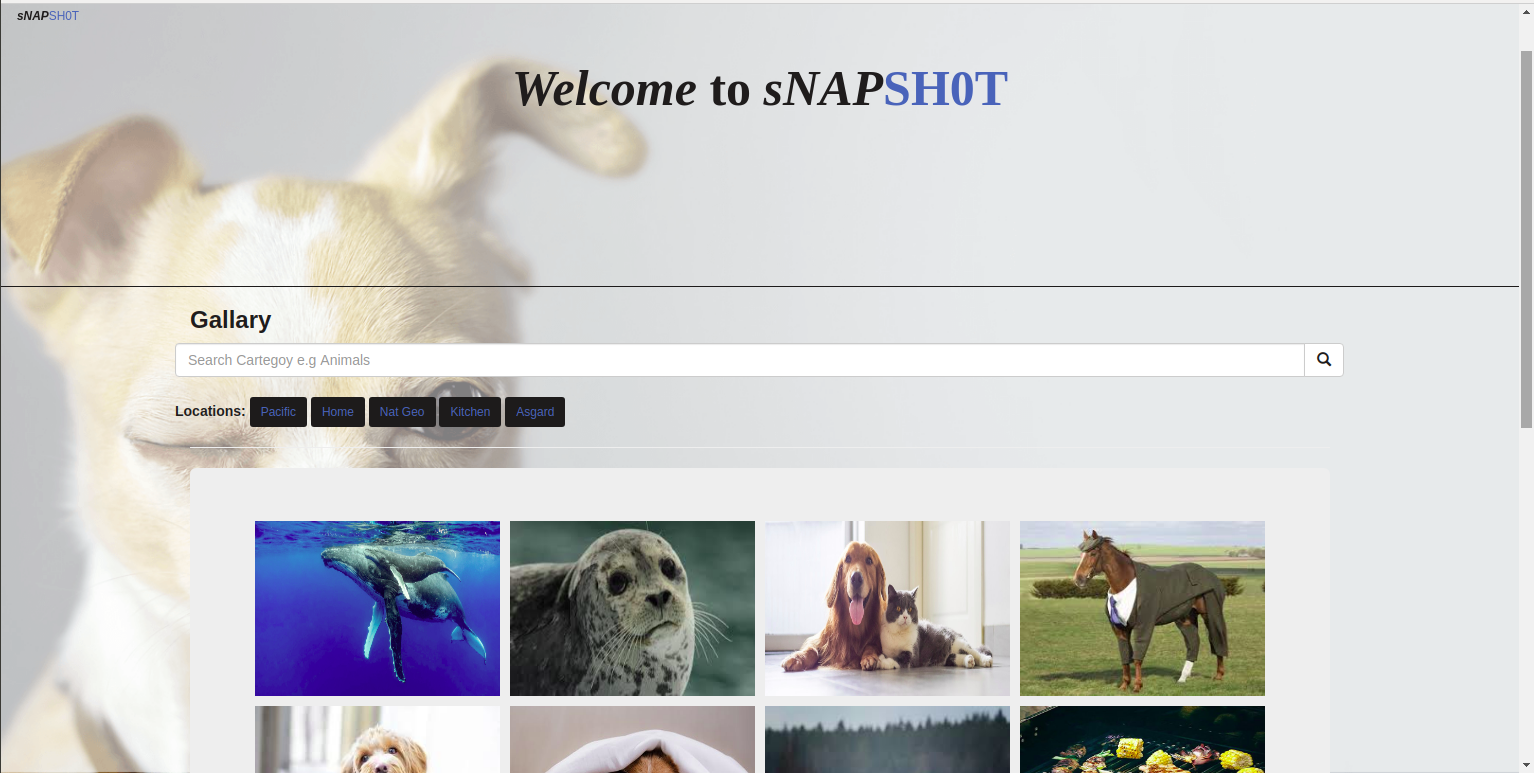 sNAPSH0T
Welcome to sNAPSH0T
Gallary
Search Cartegoy e.g Animals
Locations: Pacific Home Nat Geo Kitchen Asgard